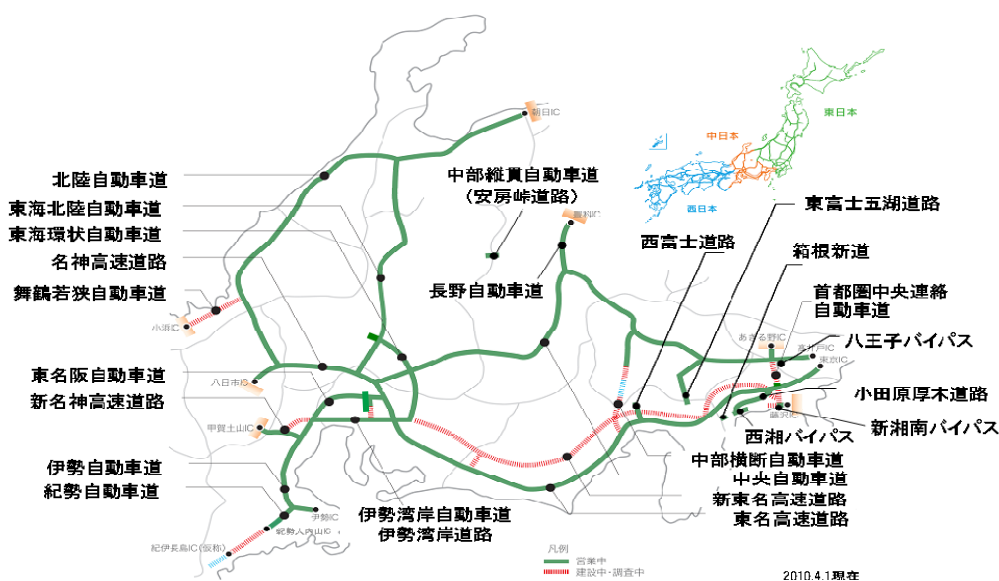 東日本
中日本
西日本
朝日IC
北陸自動車道
東海北陸自動車道
東海環状自動車道
名神高速道路
舞鶴若狭自動車道
小浜IC
中部縦貫自動車道
(安房峠道路)
長野自動車道
西富士道路
東富士五湖道路
箱根新道
首都圏中央連絡
自動車道
あきる野IC
高井戸IC
東京IC
八王子バイパス
小田原厚木道路
新湘南バイパス
西湘バイパス
東名阪自動車道
八日市IC
新名神高速道路
甲賀土山IC
伊勢自動車道
紀勢自動車道
伊勢IC
紀勢大内山IC
紀伊長島IC(仮称)
伊勢湾岸自動車道
伊勢湾岸道路
中部横断自動車道
中央自動車道
新東名高速道路
東名高速道路
凡例
営業中
建設中・調査中
2010.4.1現在